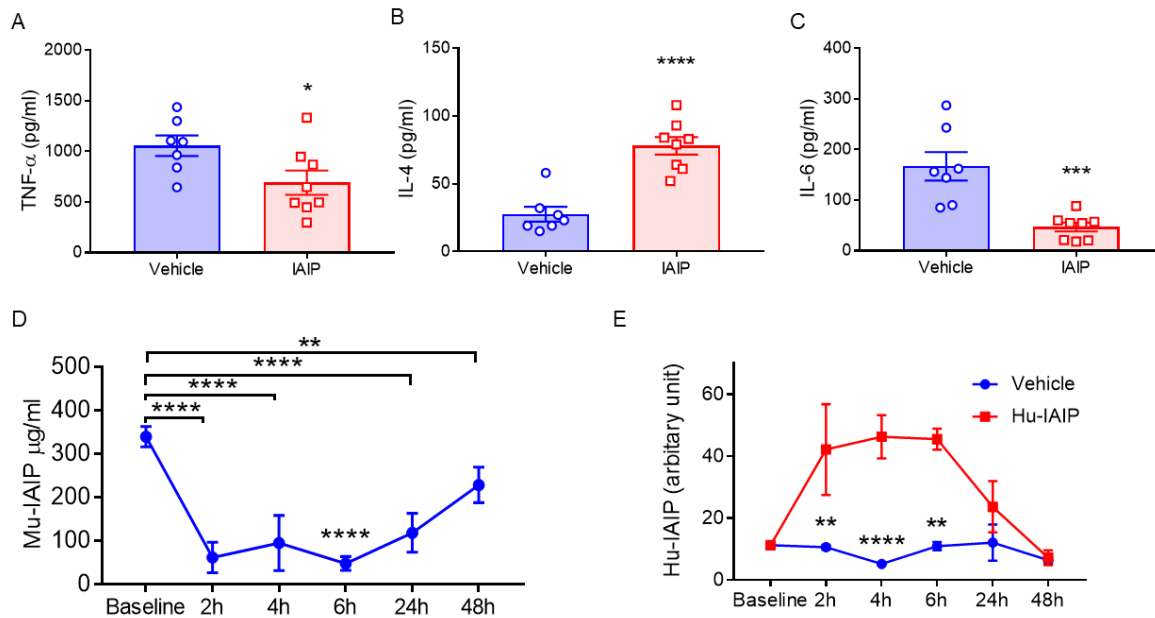 A
TNF-α (pg/ml)
2000
1500
1000
500
0
*
Vehicle
IAIP
B
IL-4 (pg/ml)
150
100
50
0
****
Vehicle
IAIP
C
IL-6 (pg/ml)
400
300
200
100
0
***
Vehicle
IAIP
D
Mu-IAIP µg/ml
500
400
300
200
100
0
**
****
****
****
****
Baseline 2h 4h 6h 24h 48h
E
Hu-IAIP (arbitary unit)
60
40
20
0
Vehicle
Hu-IAIP
** **** **
Baseline 2h 4h 6h 24h 48h